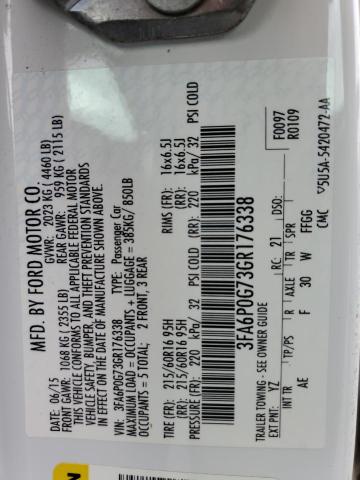 MFD. BY FORD MOTOR CO.
DATE: 06/15 GVWR: 2023 KG ( 4460 LB)
FRONT GAWR: 1068 KG ( 2355 LB) REAR GAWR: 959 KG ( 2115 LB)
THIS VEHICLE CONFORMS TO ALL APPLICABLE FEDERAL MOTOR
VEHICLE SAFETY, BUMPER, AND THEFT PREVENTION STANDARDS
IN EFFECT ON THE DATE OF MANUFACTURE SHOWN ABOVE.
VIN: 3FA6P0G73GR176338 TYPE: Passenger Car
MAXIMUM LOAD = OCCUPANTS + LUGGAGE = 385KG/ 850LB
OCCUPANTS = 5 TOTAL; 2 FRONT, 3 REAR
TIRE (FR): 215/60R16 95H RIMS (FR): 16x6.5J
TIRE (RR): 215/60R16 95H 16x6.5J
PRESSURE (FR): 220 kPa/ 32 PSI COLD (RR): 220 kPa/ 32 PSI COLD
3FA6P0G73GR176338
F0097
R0109
TRAILER TOWING - SEE OWNER GUIDE
EXT PNT: YZ RC: 21 DSO:
INT TR TP/PS R AXLE TR SPR
AE F 30 W FFGG
CMC 5U5A-5420472-AA
N